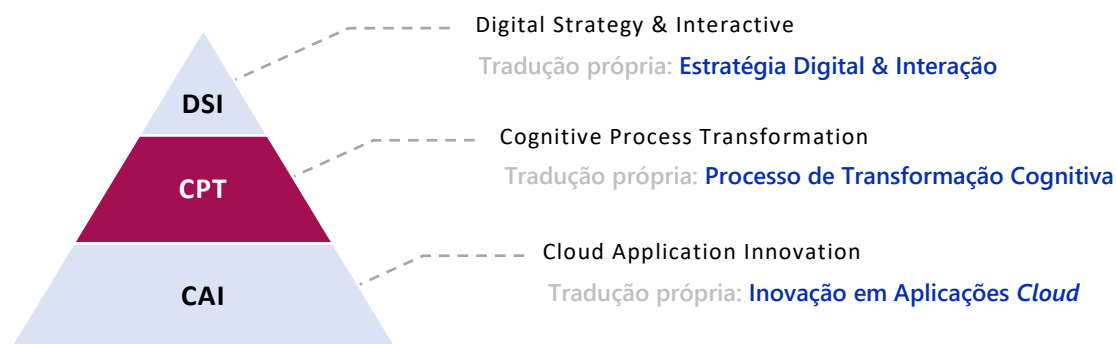 Digital Strategy & Interactive
Tradução própria: Estratégia Digital & Interação
DSI
Cognitive Process Transformation
Tradução própria: Processo de Transformação Cognitiva
CPT
Cloud Application Innovation
Tradução própria: Inovação em Aplicações Cloud
CAI